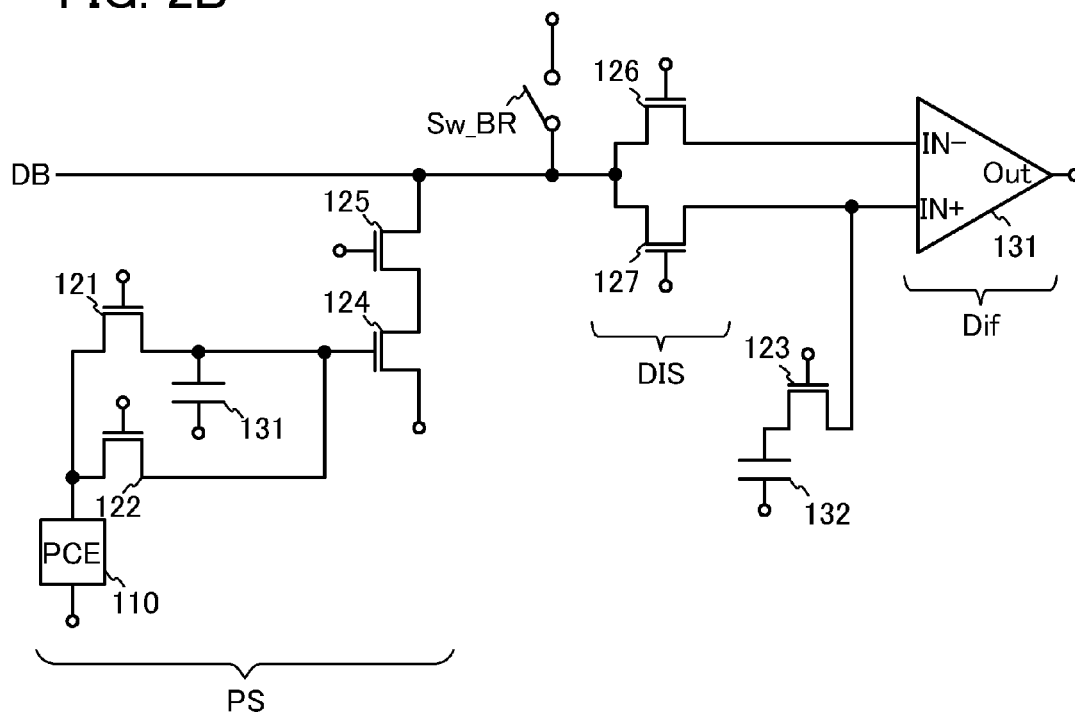 FIG. 2B
126
Sw_BR
IN−
Out
DB
IN+
125
131
127
121
124
Dif
123
DIS
131
122
132
PCE
110
PS